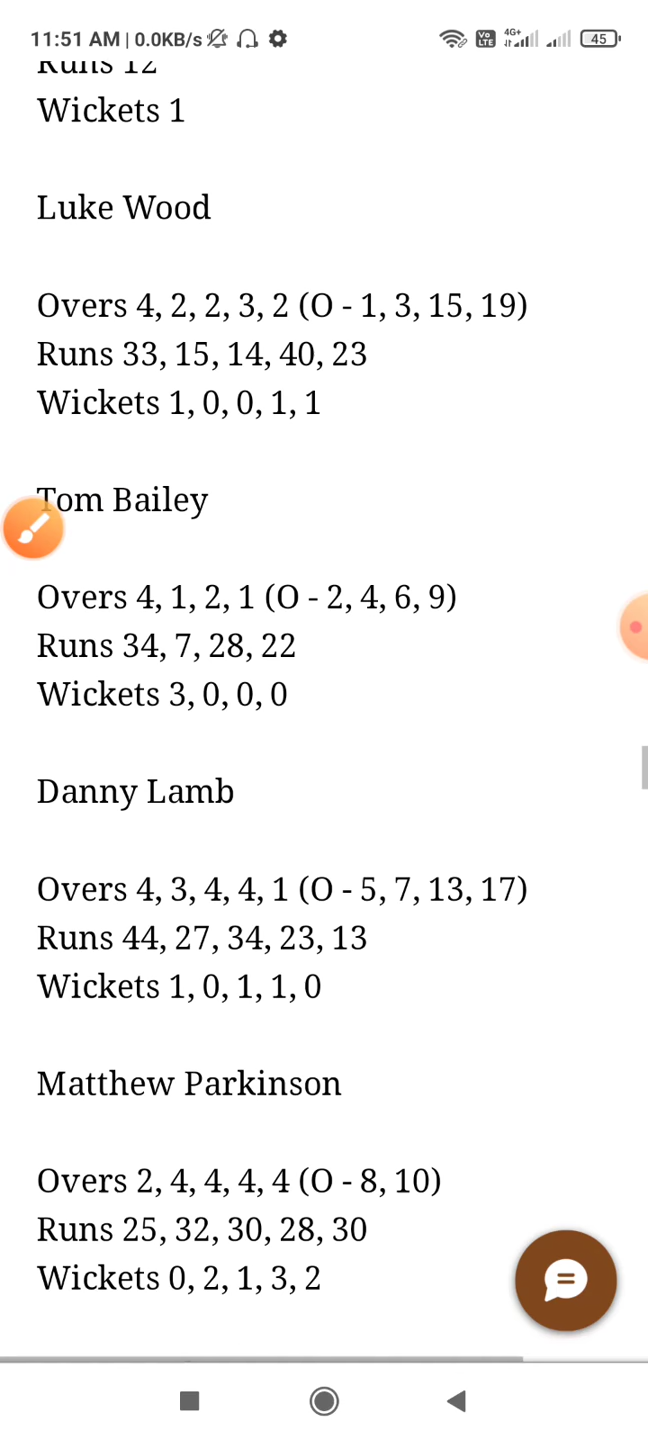 11:51 AM | 0.0KB/s Vo LTE 4G+ 45
Runs 12
Wickets 1
Luke Wood
Overs 4, 2, 2, 3, 2 (O - 1, 3, 15, 19)
Runs 33, 15, 14, 40, 23
Wickets 1, 0, 0, 1, 1
Tom Bailey
Overs 4, 1, 2, 1 (O - 2, 4, 6, 9)
Runs 34, 7, 28, 22
Wickets 3, 0, 0, 0
Danny Lamb
Overs 4, 3, 4, 4, 1 (O - 5, 7, 13, 17)
Runs 44, 27, 34, 23, 13
Wickets 1, 0, 1, 1, 0
Matthew Parkinson
Overs 2, 4, 4, 4, 4 (O - 8, 10)
Runs 25, 32, 30, 28, 30
Wickets 0, 2, 1, 3, 2